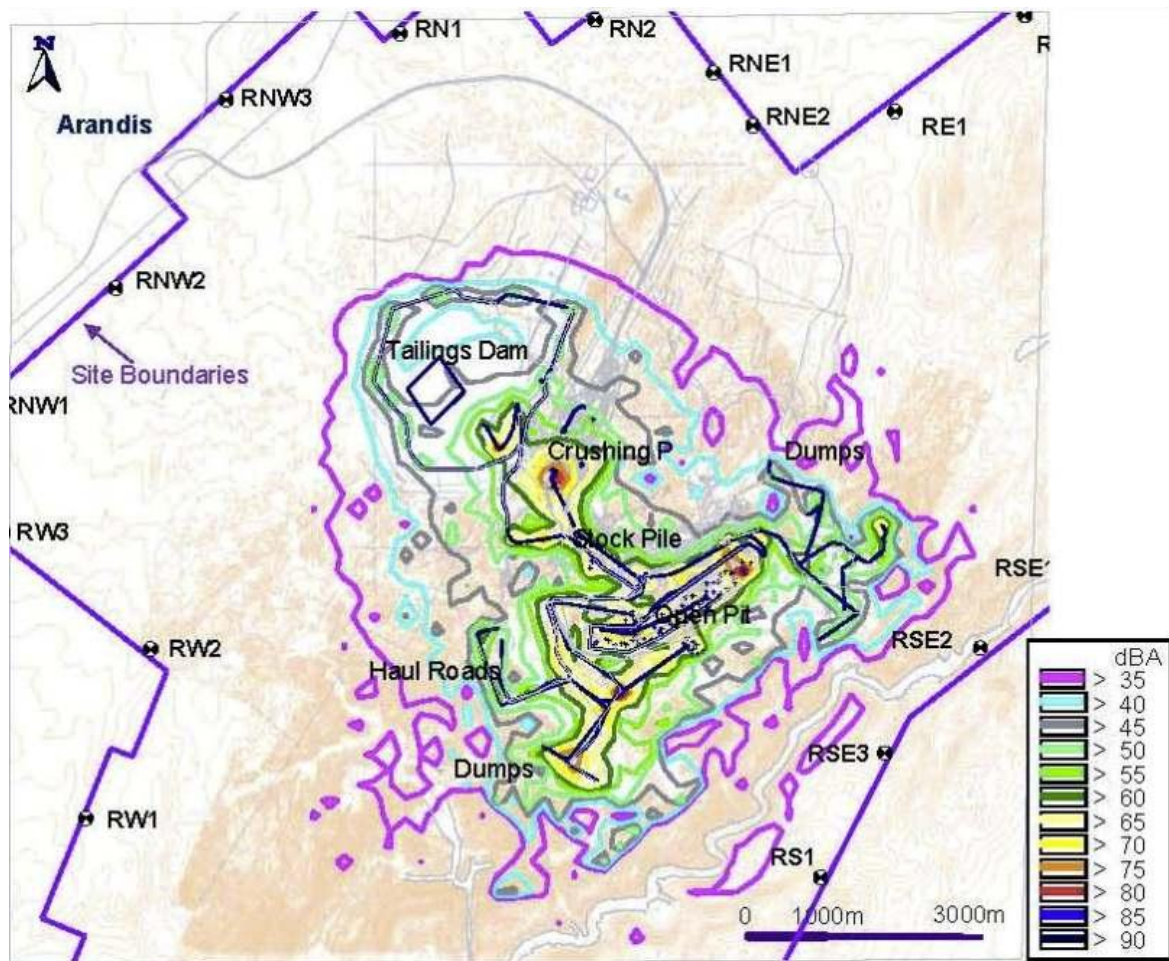 N
RN1
RN2
RNE1
RNW3
Arandis
RNE2
RE1
RNW2
Tailings Dam
Site Boundaries
RNW1
Crushing P
Dumps
RW3
Stock Pile
Open Pit
RSE2
RW2
Haul Roads
dBA
> 35
> 40
> 45
> 50
> 55
> 60
> 65
> 70
> 75
> 80
> 85
> 90
RSE3
Dumps
RW1
RS1
0 1000m 3000m